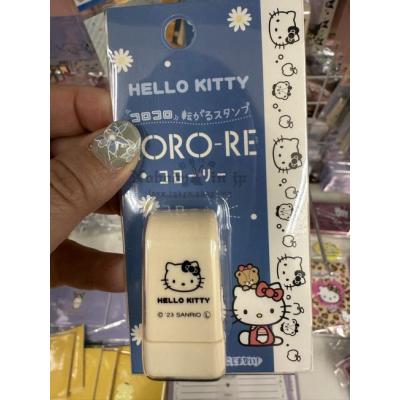 HELLO KITTY
コロコロ♪転がるスタンプ
ORO-RE
コローリー
HELLO KITTY
© '23 SANRIO Ⓛ